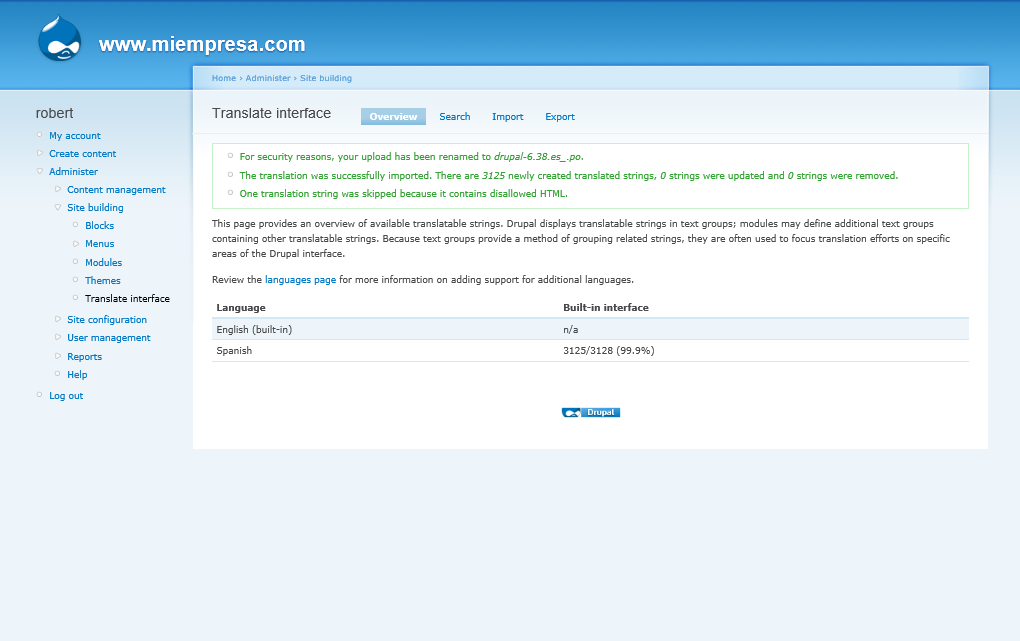 www.miempresa.com
Home › Administer › Site building
robert
My account
Create content
Administer
Content management
Site building
Blocks
Menus
Modules
Themes
Translate interface
Site configuration
User management
Reports
Help
Log out
Translate interface
Overview Search Import Export
For security reasons, your upload has been renamed to drupal-6.38.es_.po.
The translation was successfully imported. There are 3125 newly created translated strings, 0 strings were updated and 0 strings were removed.
One translation string was skipped because it contains disallowed HTML.
This page provides an overview of available translatable strings. Drupal displays translatable strings in text groups; modules may define additional text groups
containing other translatable strings. Because text groups provide a method of grouping related strings, they are often used to focus translation efforts on specific
areas of the Drupal interface.
Review the languages page for more information on adding support for additional languages.
Language Built-in interface
English (built-in) n/a
Spanish 3125/3128 (99.9%)
Drupal